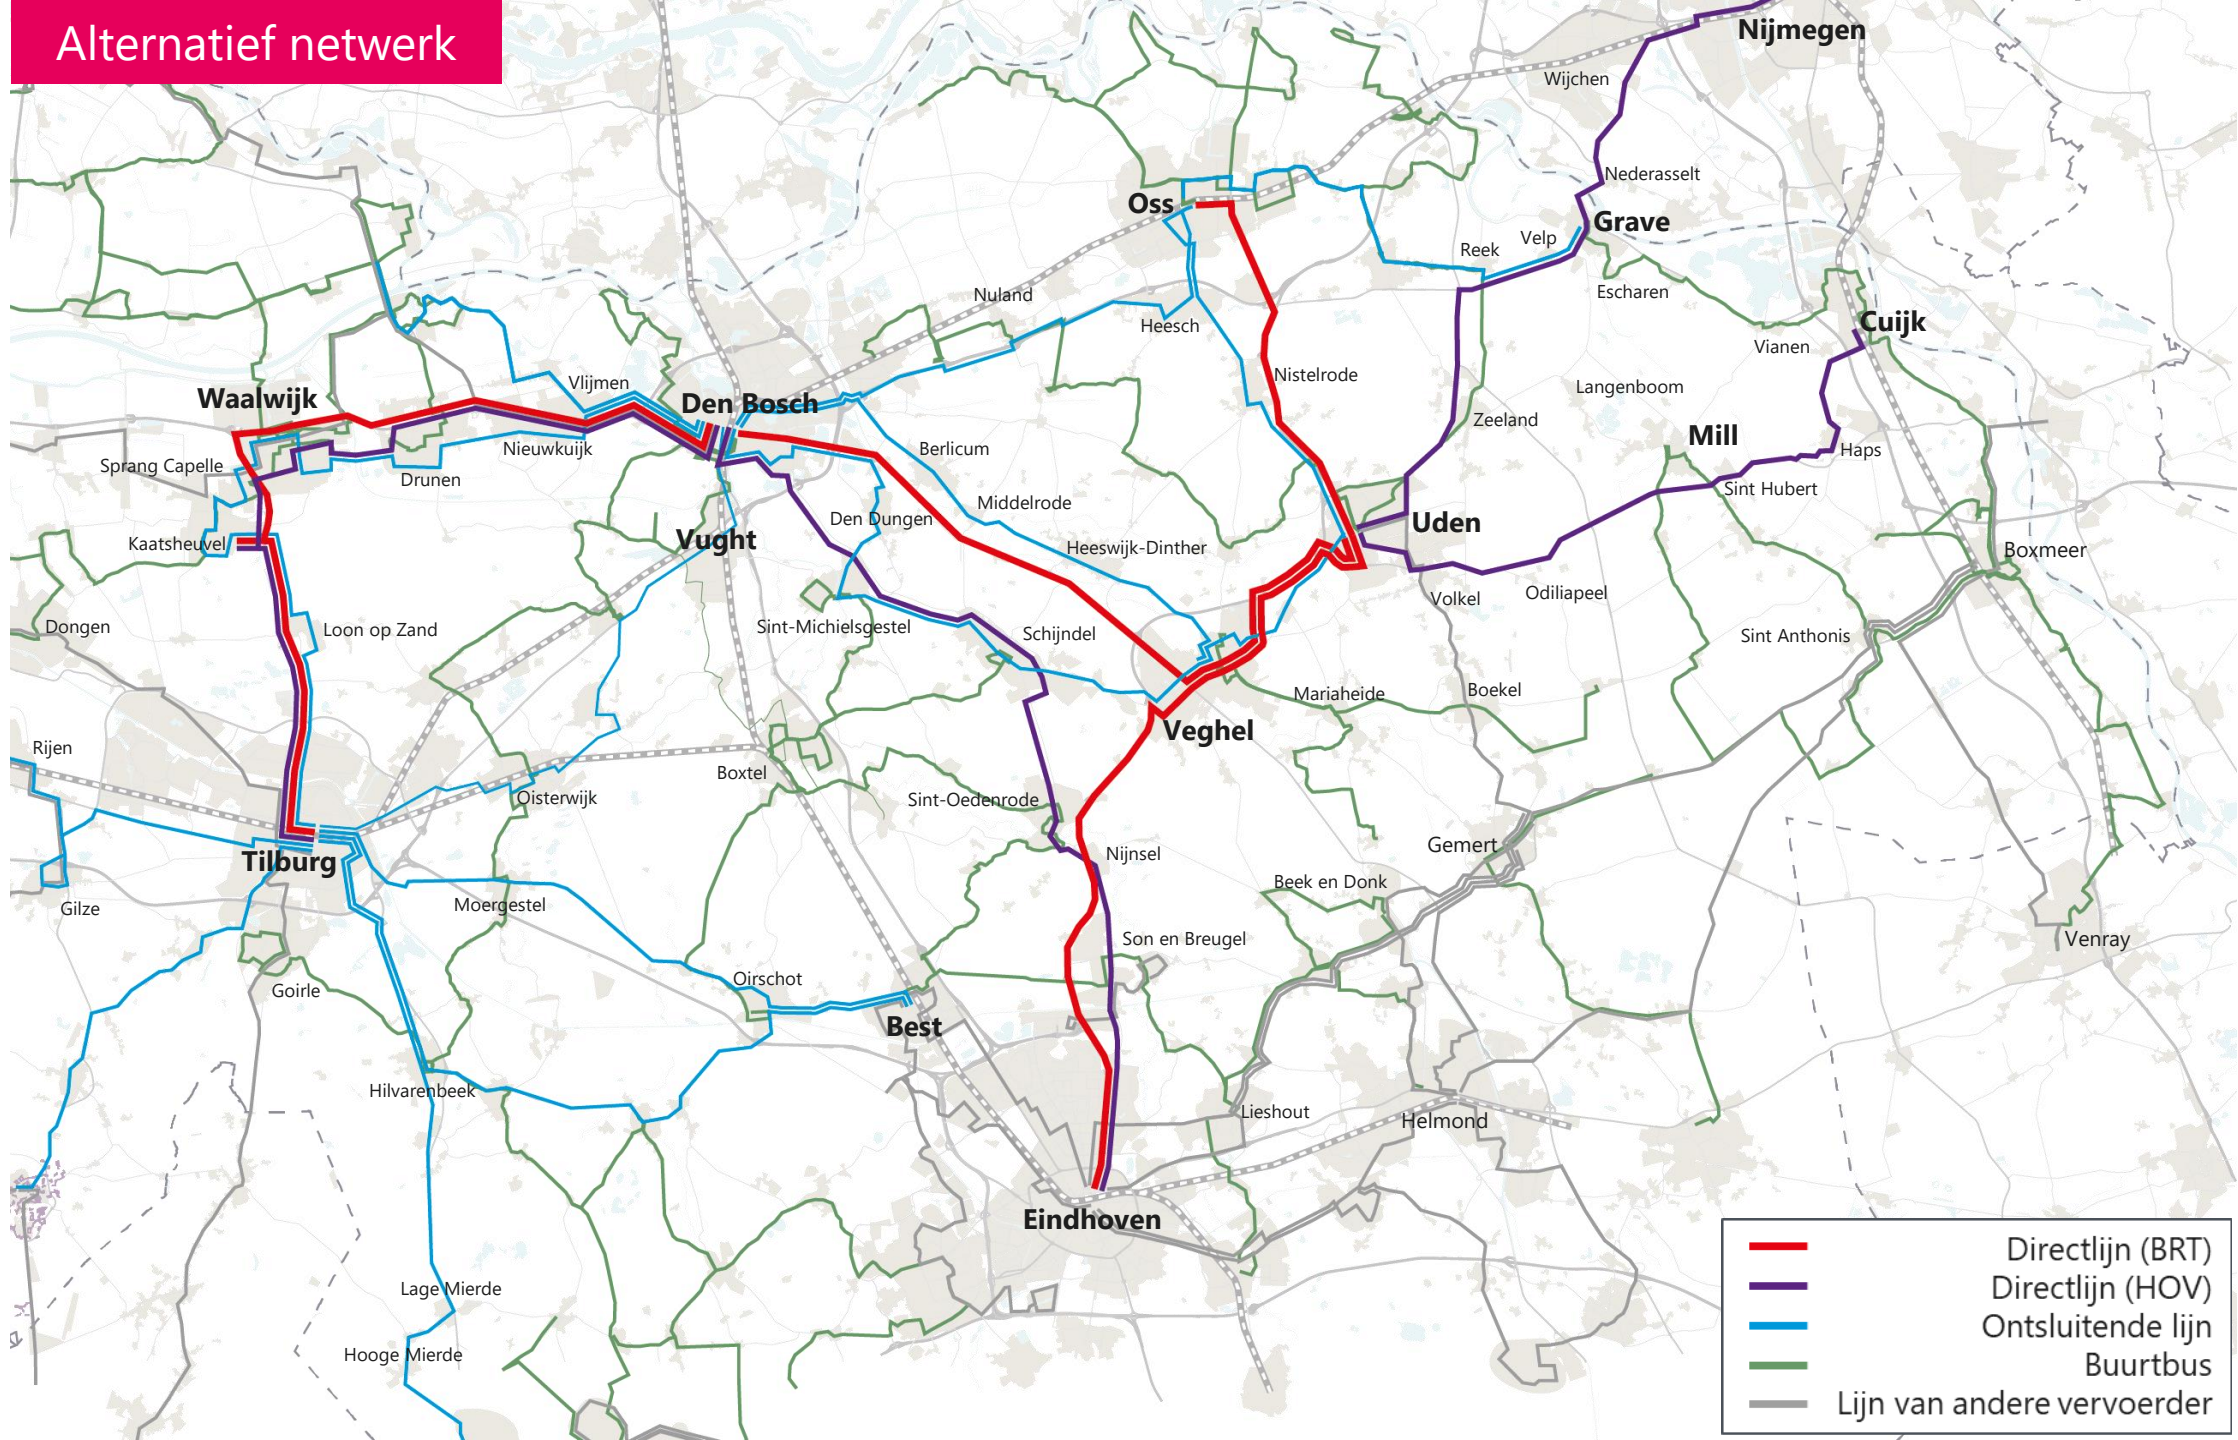 Alternatief netwerk
Nijmegen
Wijchen
Nederasselt
Oss
Grave
Velp
Reek
Nuland
Escharen
Heesch
Cuijk
Vianen
Nistelrode
Vlijmen
Langenboom
Waalwijk
Den Bosch
Zeeland
Mill
Nieuwkuijk
Berlicum
Haps
Sprang Capelle
Drunen
Sint Hubert
Middelrode
Den Dungen
Uden
Vught
Kaatsheuvel
Heeswijk-Dinther
Boxmeer
Odiliapeel
Volkel
Dongen
Loon op Zand
Sint-Michielsgestel
Schijndel
Sint Anthonis
Mariaheide
Boekel
Veghel
Rijen
Boxtel
Oisterwijk
Sint-Oedenrode
Gemert
Tilburg
Nijnsel
Beek en Donk
Moergestel
Gilze
Son en Breugel
Venray
Oirschot
Goirle
Best
Hilvarenbeek
Lieshout
Helmond
Eindhoven
Lage Mierde
Hooge Mierde
Directlijn (BRT)
Directlijn (HOV)
Ontsluitende lijn
Buurtbus
Lijn van andere vervoerder